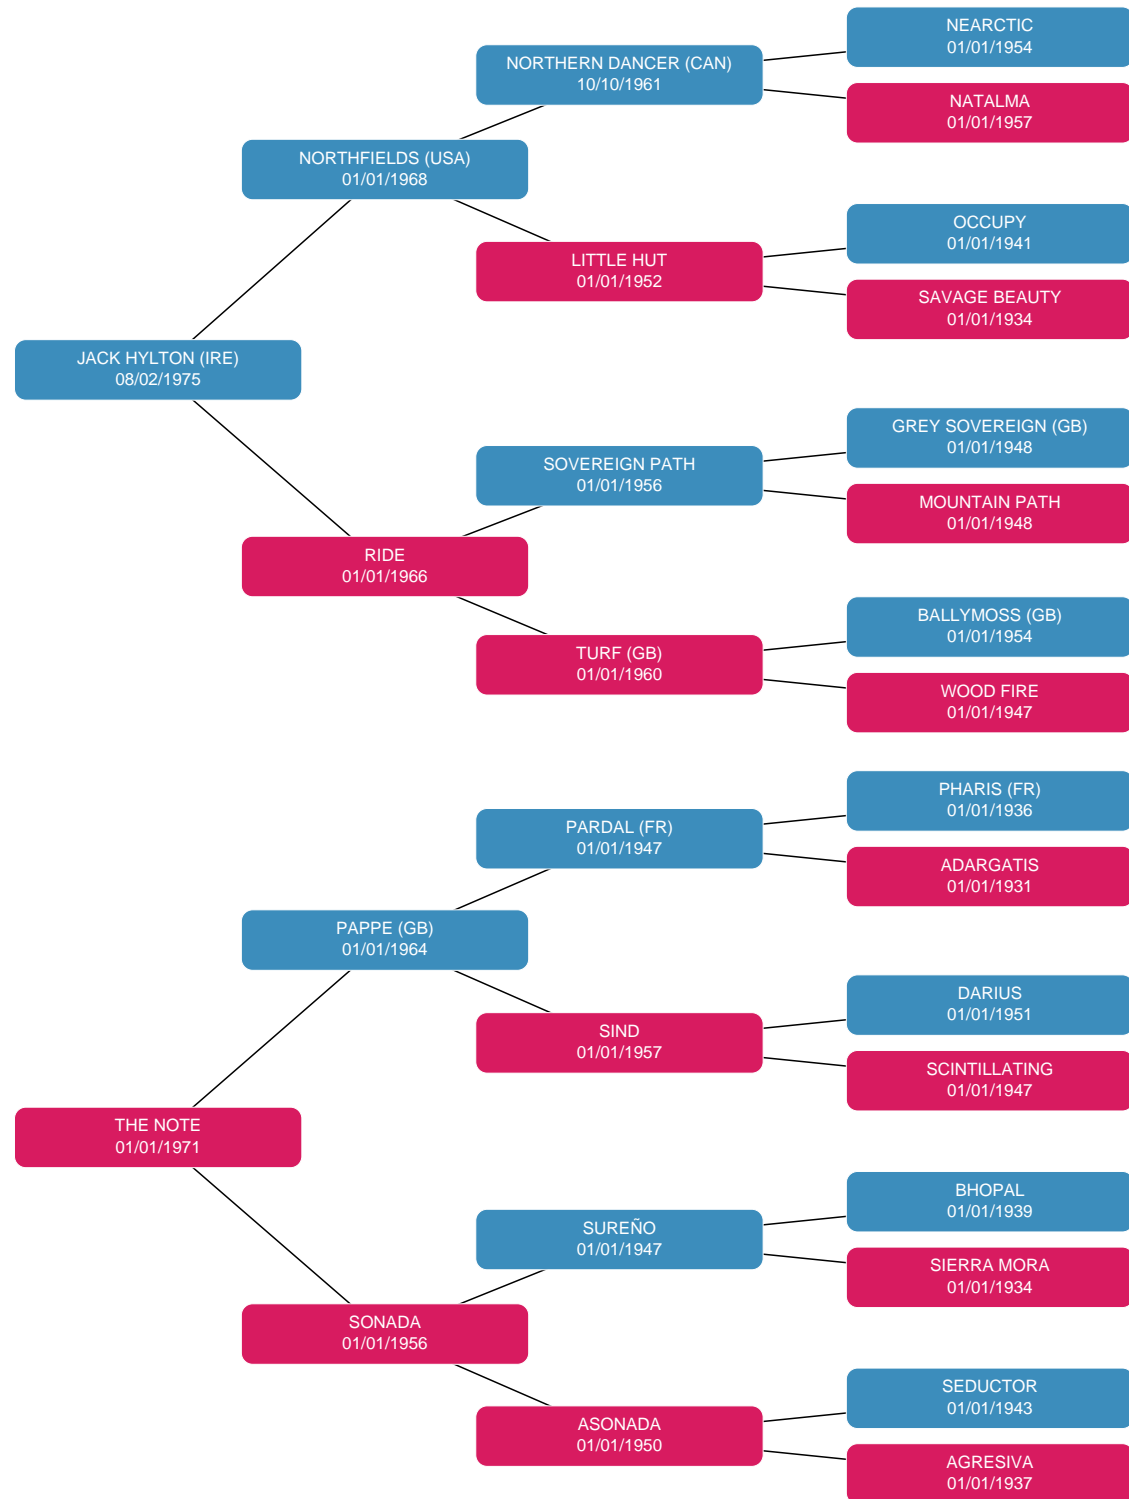 NEARCTIC
01/01/1954
NORTHERN DANCER (CAN)
10/10/1961
NATALMA
01/01/1957
NORTHFIELDS (USA)
01/01/1968
OCCUPY
01/01/1941
LITTLE HUT
01/01/1952
SAVAGE BEAUTY
01/01/1934
JACK HYLTON (IRE)
08/02/1975
GREY SOVEREIGN (GB)
01/01/1948
SOVEREIGN PATH
01/01/1956
MOUNTAIN PATH
01/01/1948
RIDE
01/01/1966
BALLYMOSS (GB)
01/01/1954
TURF (GB)
01/01/1960
WOOD FIRE
01/01/1947
PHARIS (FR)
01/01/1936
PARDAL (FR)
01/01/1947
ADARGATIS
01/01/1931
PAPPE (GB)
01/01/1964
DARIUS
01/01/1951
SIND
01/01/1957
SCINTILLATING
01/01/1947
THE NOTE
01/01/1971
BHOPAL
01/01/1939
SUREÑO
01/01/1947
SIERRA MORA
01/01/1934
SONADA
01/01/1956
SEDUCTOR
01/01/1943
ASONADA
01/01/1950
AGRESIVA
01/01/1937